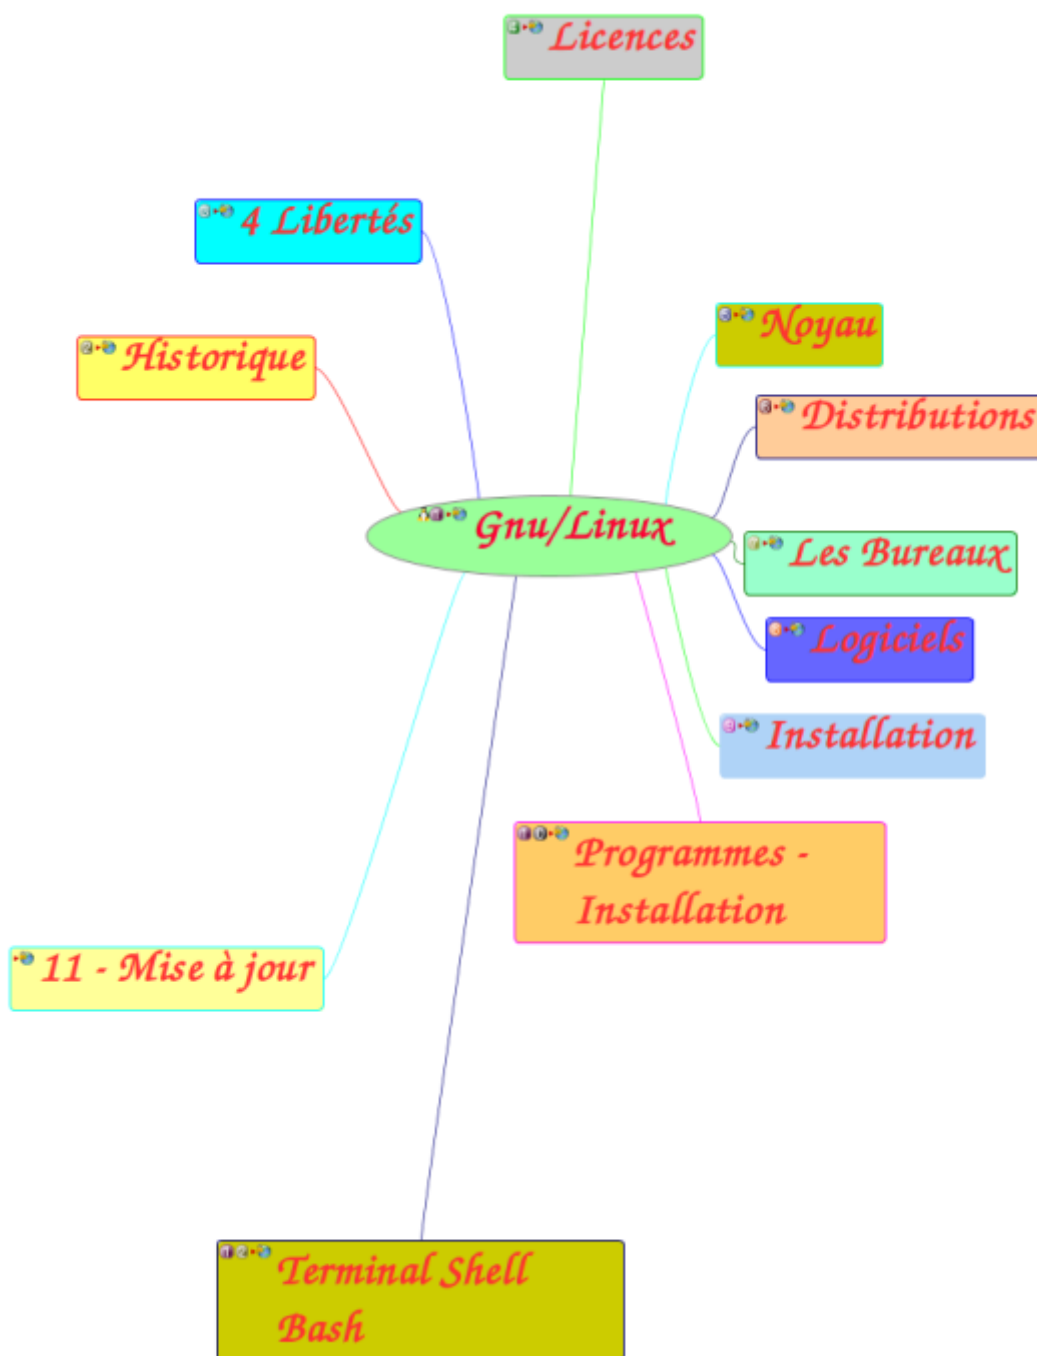 Licences
4 Libertés
Noyau
Historique
Distributions
Gnu/Linux
Les Bureaux
Logiciels
Installation
Programmes -
Installation
11 - Mise à jour
Terminal Shell
Bash